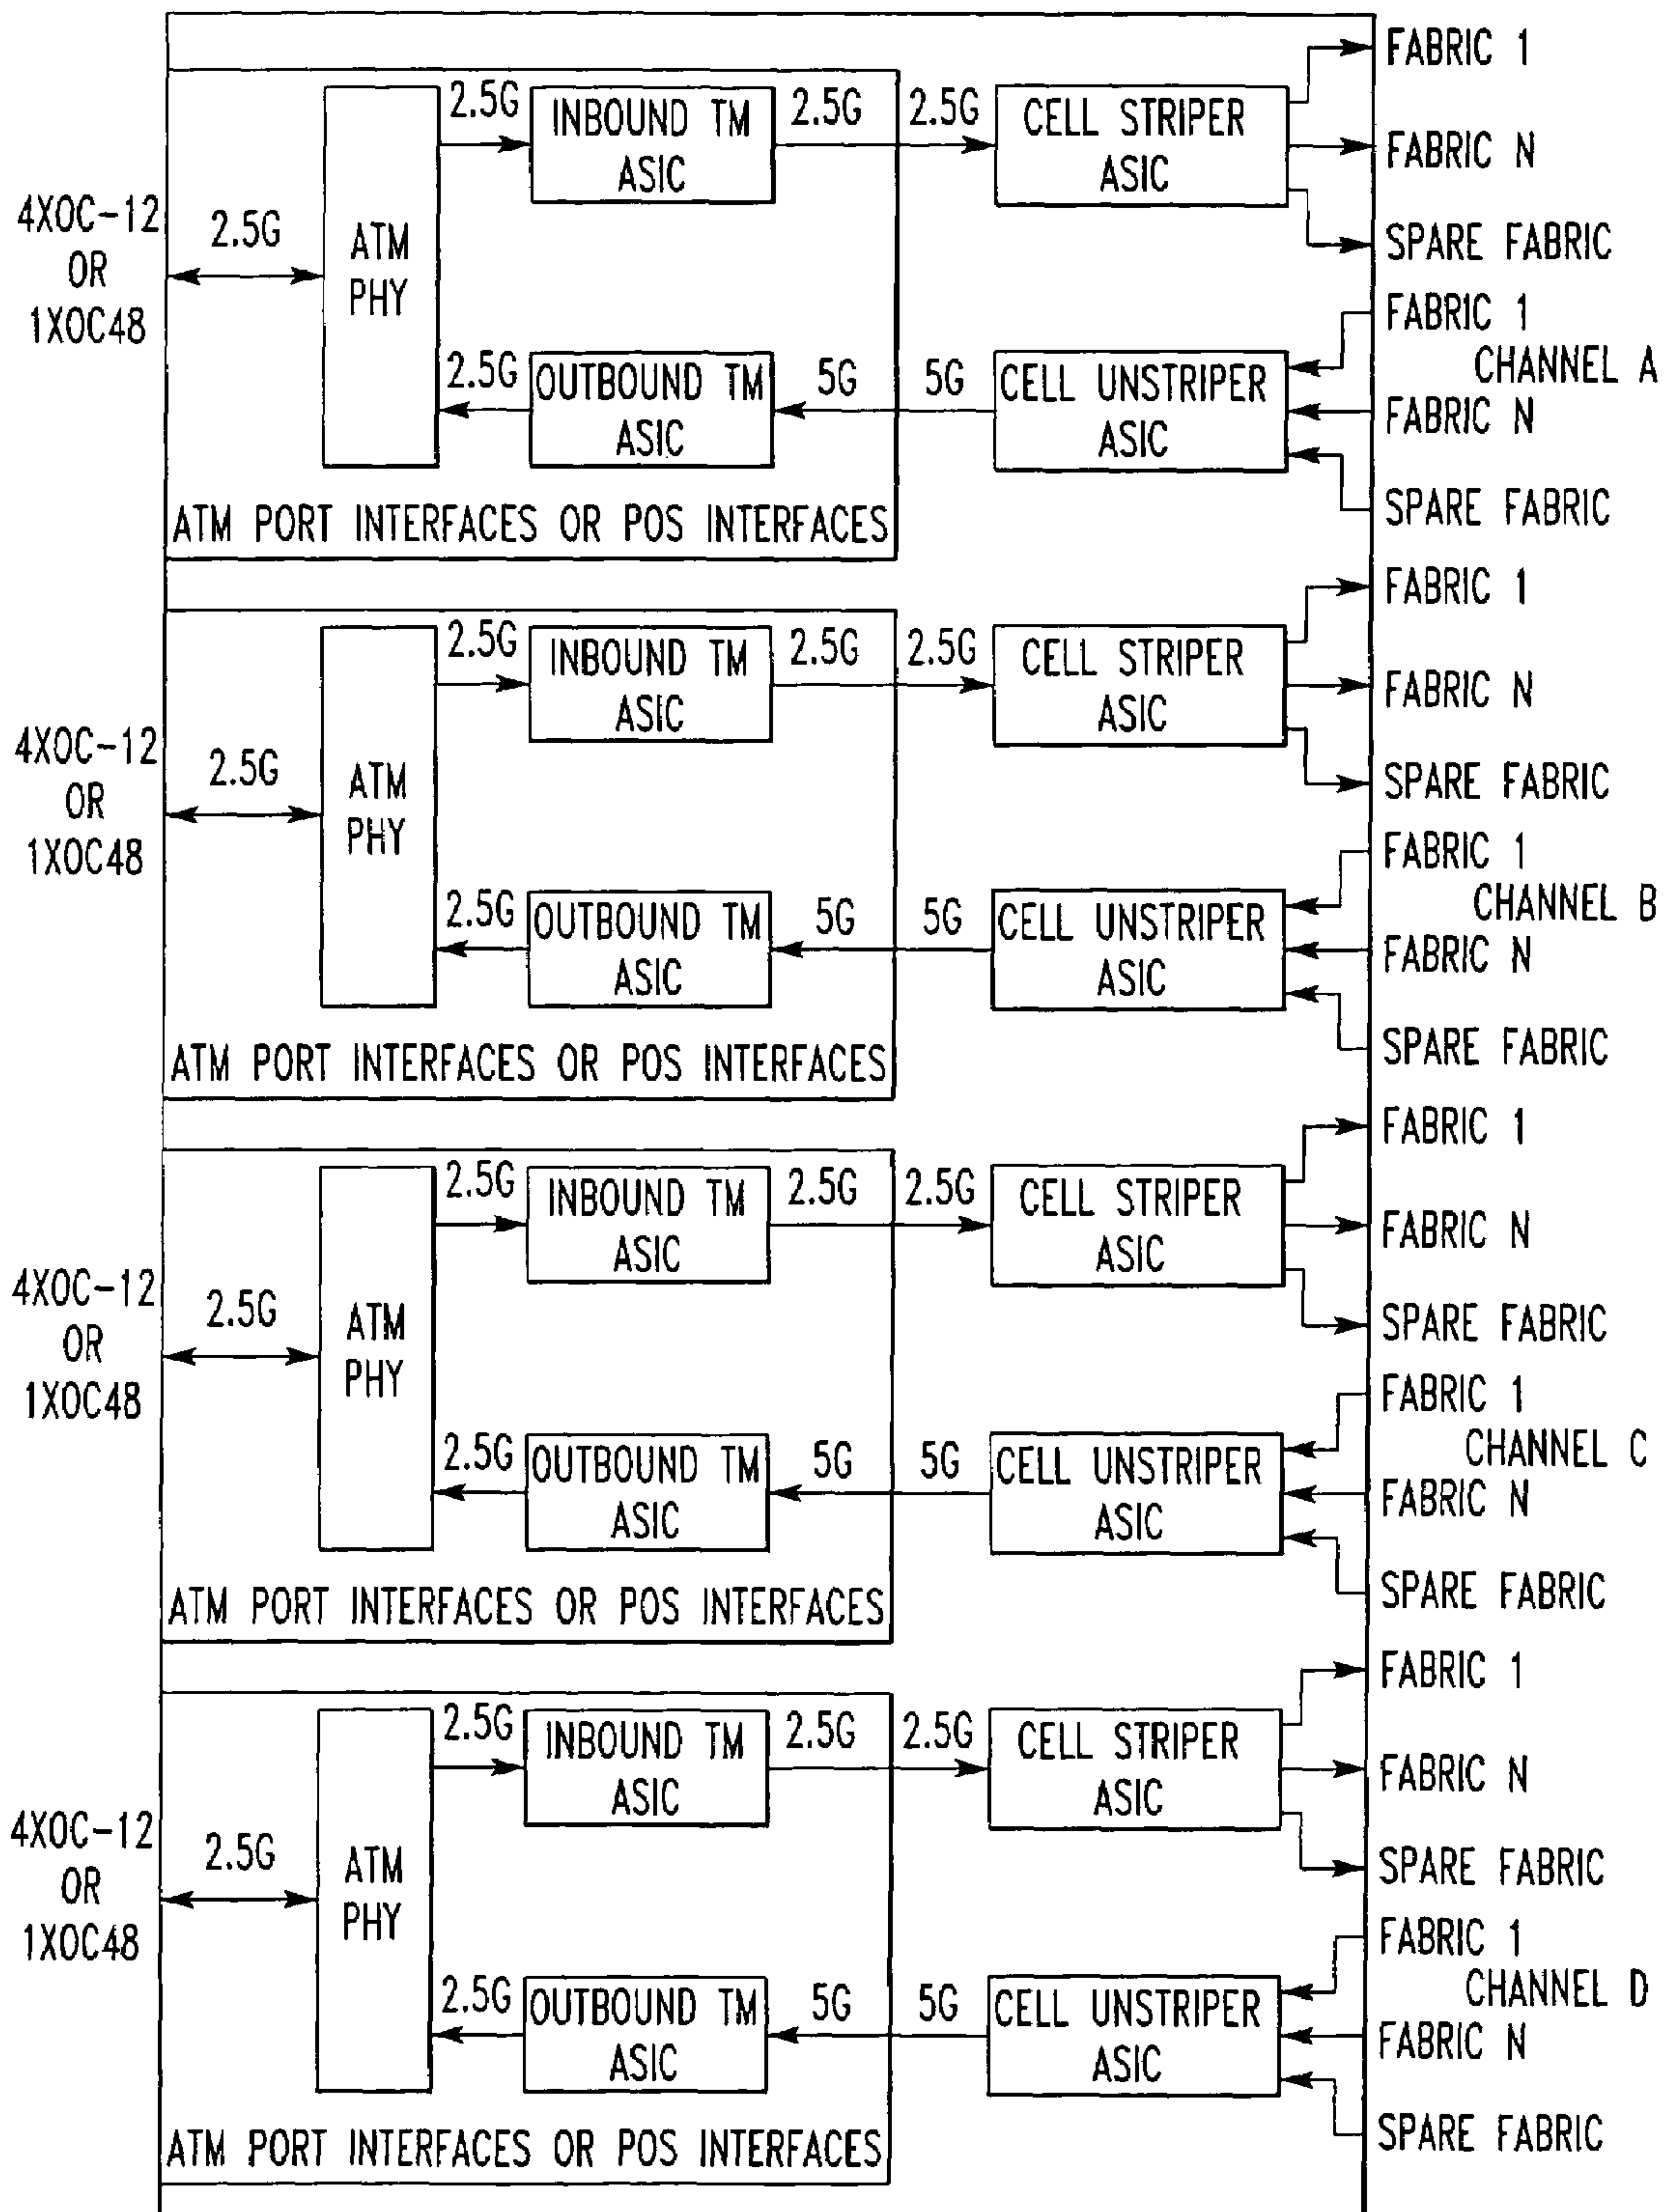 FABRIC 1
2.5G
INBOUND TM
ASIC
2.5G
2.5G
CELL STRIPER
ASIC
FABRIC N
4XOC-12
OR
1XOC48
2.5G
ATM
PHY
SPARE FABRIC
FABRIC 1
CHANNEL A
2.5G
OUTBOUND TM
ASIC
5G
5G
CELL UNSTRIPER
ASIC
FABRIC N
SPARE FABRIC
ATM PORT INTERFACES OR POS INTERFACES
FABRIC 1
2.5G
INBOUND TM
ASIC
2.5G
2.5G
CELL STRIPER
ASIC
FABRIC N
4XOC-12
OR
1XOC48
2.5G
ATM
PHY
SPARE FABRIC
FABRIC 1
CHANNEL B
2.5G
OUTBOUND TM
ASIC
5G
5G
CELL UNSTRIPER
ASIC
FABRIC N
SPARE FABRIC
ATM PORT INTERFACES OR POS INTERFACES
FABRIC 1
2.5G
INBOUND TM
ASIC
2.5G
2.5G
CELL STRIPER
ASIC
FABRIC N
4XOC-12
OR
1XOC48
2.5G
ATM
PHY
SPARE FABRIC
FABRIC 1
CHANNEL C
2.5G
OUTBOUND TM
ASIC
5G
5G
CELL UNSTRIPER
ASIC
FABRIC N
SPARE FABRIC
ATM PORT INTERFACES OR POS INTERFACES
FABRIC 1
2.5G
INBOUND TM
ASIC
2.5G
2.5G
CELL STRIPER
ASIC
FABRIC N
4XOC-12
OR
1XOC48
2.5G
ATM
PHY
SPARE FABRIC
FABRIC 1
CHANNEL D
2.5G
OUTBOUND TM
ASIC
5G
5G
CELL UNSTRIPER
ASIC
FABRIC N
SPARE FABRIC
ATM PORT INTERFACES OR POS INTERFACES